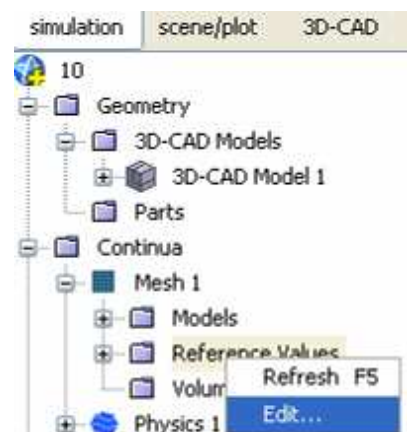 simulation scene/plot 3D-CAD
10
Geometry
3D-CAD Models
3D-CAD Model 1
Parts
Continua
Mesh 1
Models
Reference Values
Refresh F5
Volum
Edit...
Physics 1